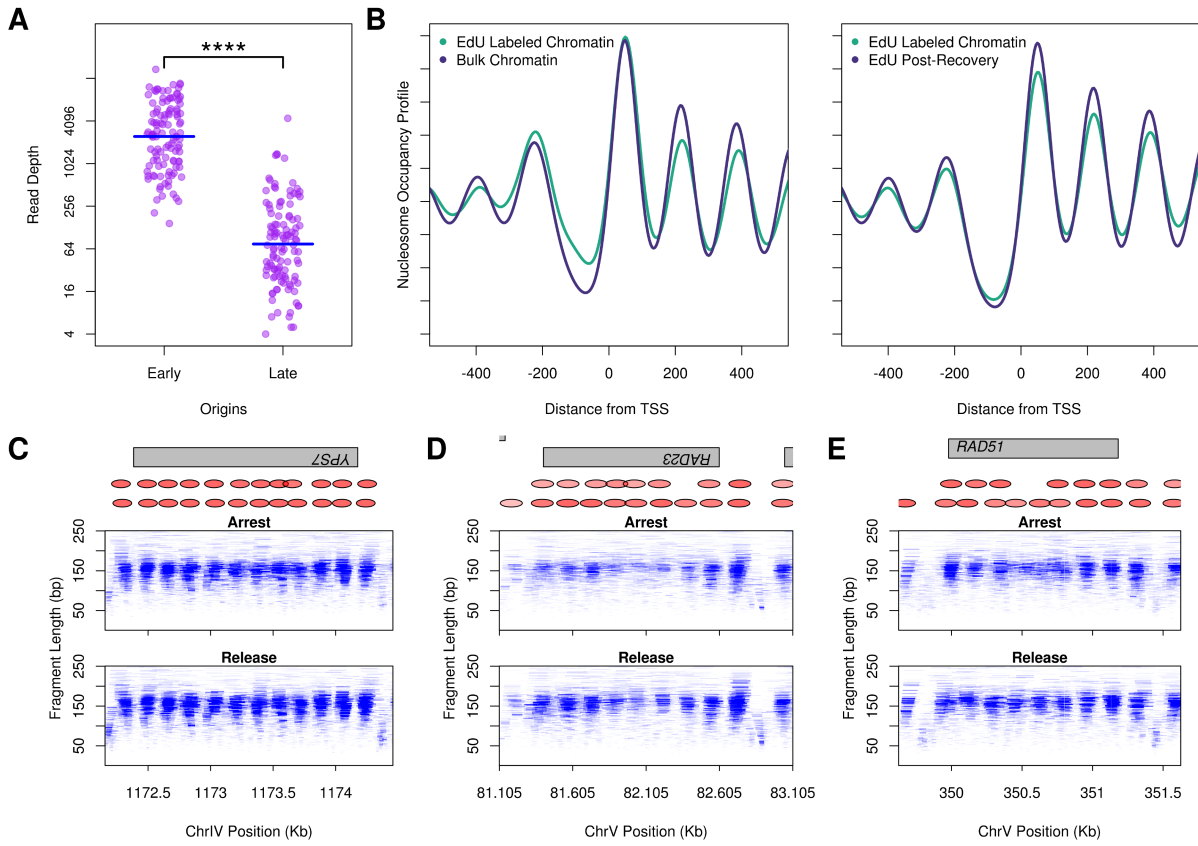 A
****
Read Depth
4096
1024
256
64
16
4
Early
Late
Origins
B
EdU Labeled Chromatin
Bulk Chromatin
Nucleosome Occupancy Profile
-400
-200
0
200
400
Distance from TSS
EdU Labeled Chromatin
EdU Post-Recovery
-400
-200
0
200
400
Distance from TSS
C
YPS7
Arrest
250
150
50
Release
250
150
50
Fragment Length (bp)
1172.5
1173
1173.5
1174
ChrIV Position (Kb)
D
RAD23
Arrest
250
150
50
Release
250
150
50
Fragment Length (bp)
81.105
81.605
82.105
82.605
83.105
ChrV Position (Kb)
E
RAD51
Arrest
250
150
50
Release
250
150
50
Fragment Length (bp)
350
350.5
351
351.5
ChrV Position (Kb)